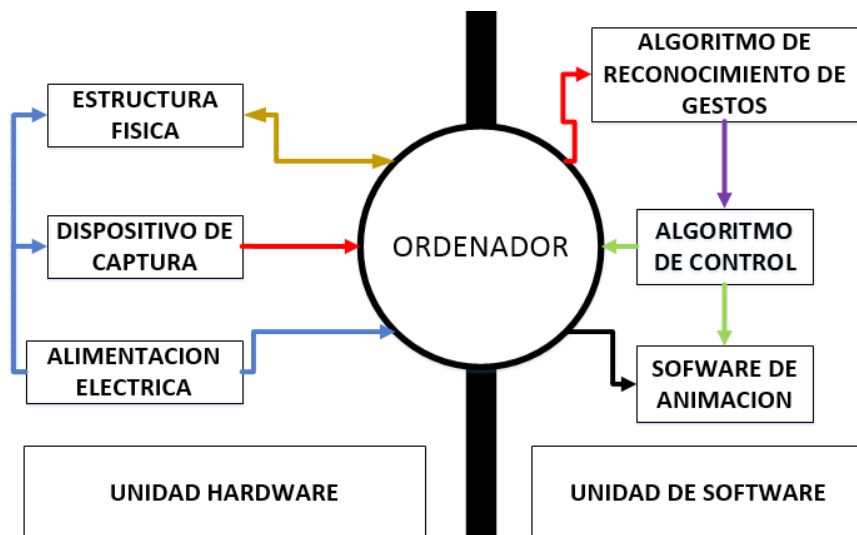 ESTRUCTURA
FISICA
DISPOSITIVO DE
CAPTURA
ALIMENTACION
ELECTRICA
UNIDAD HARDWARE
ORDENADOR
ALGORITMO DE
RECONOCIMIENTO DE
GESTOS
ALGORITMO
DE CONTROL
SOFWARE DE
ANIMACION
UNIDAD DE SOFTWARE